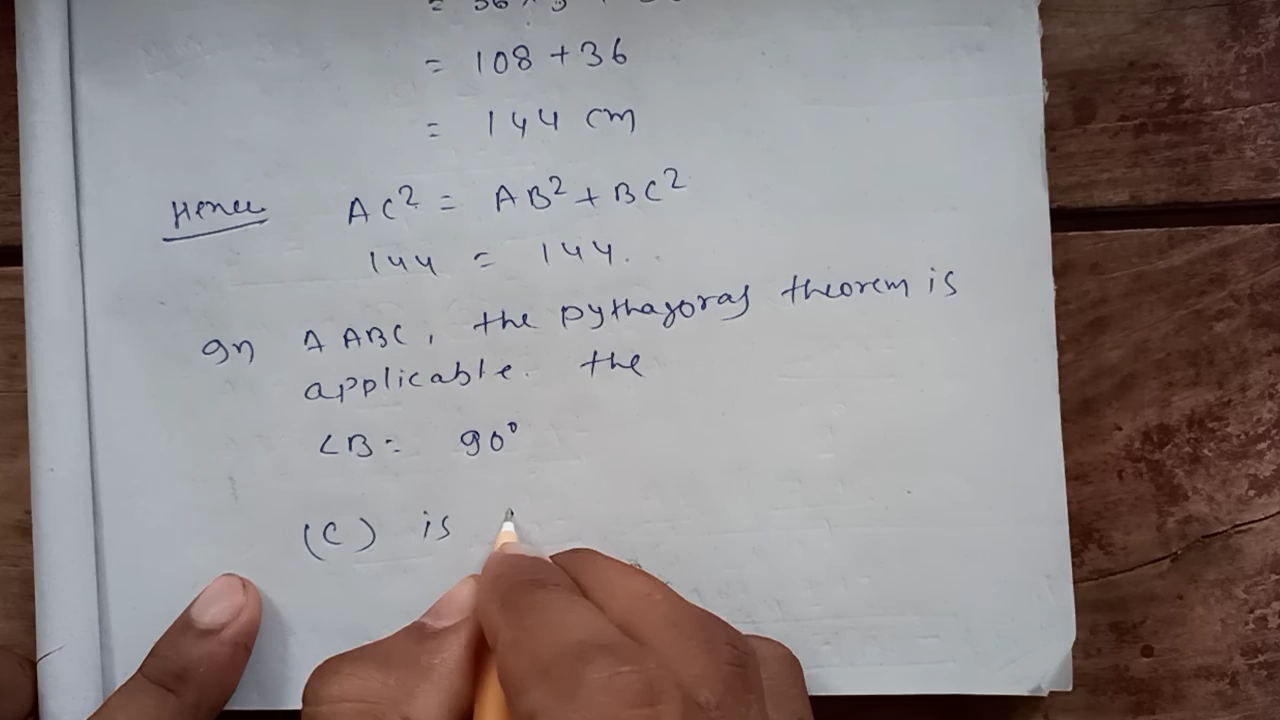 = 108 + 36
= 144 cm
Hence AC² = AB² + BC²
144 = 144.
In Δ ABC, the pythagoras theorem is
applicable. the
∠B = 90°
(C) is